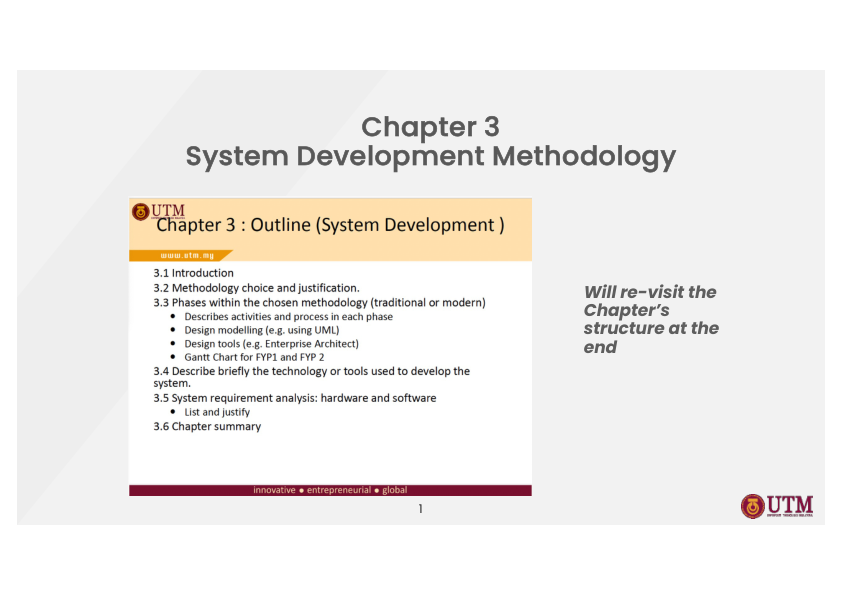 Chapter 3
System Development Methodology
UTM
Chapter 3 : Outline (System Development )
www.utm.my
3.1 Introduction
3.2 Methodology choice and justification.
3.3 Phases within the chosen methodology (traditional or modern)
• Describes activities and process in each phase
• Design modelling (e.g. using UML)
• Design tools (e.g. Enterprise Architect)
• Gantt Chart for FYP1 and FYP 2
3.4 Describe briefly the technology or tools used to develop the
system.
3.5 System requirement analysis: hardware and software
• List and justify
3.6 Chapter summary
innovative ● entrepreneurial ● global
Will re-visit the
Chapter’s
structure at the
end
1
UTM
UNIVERSITI TEKNOLOGI MALAYSIA